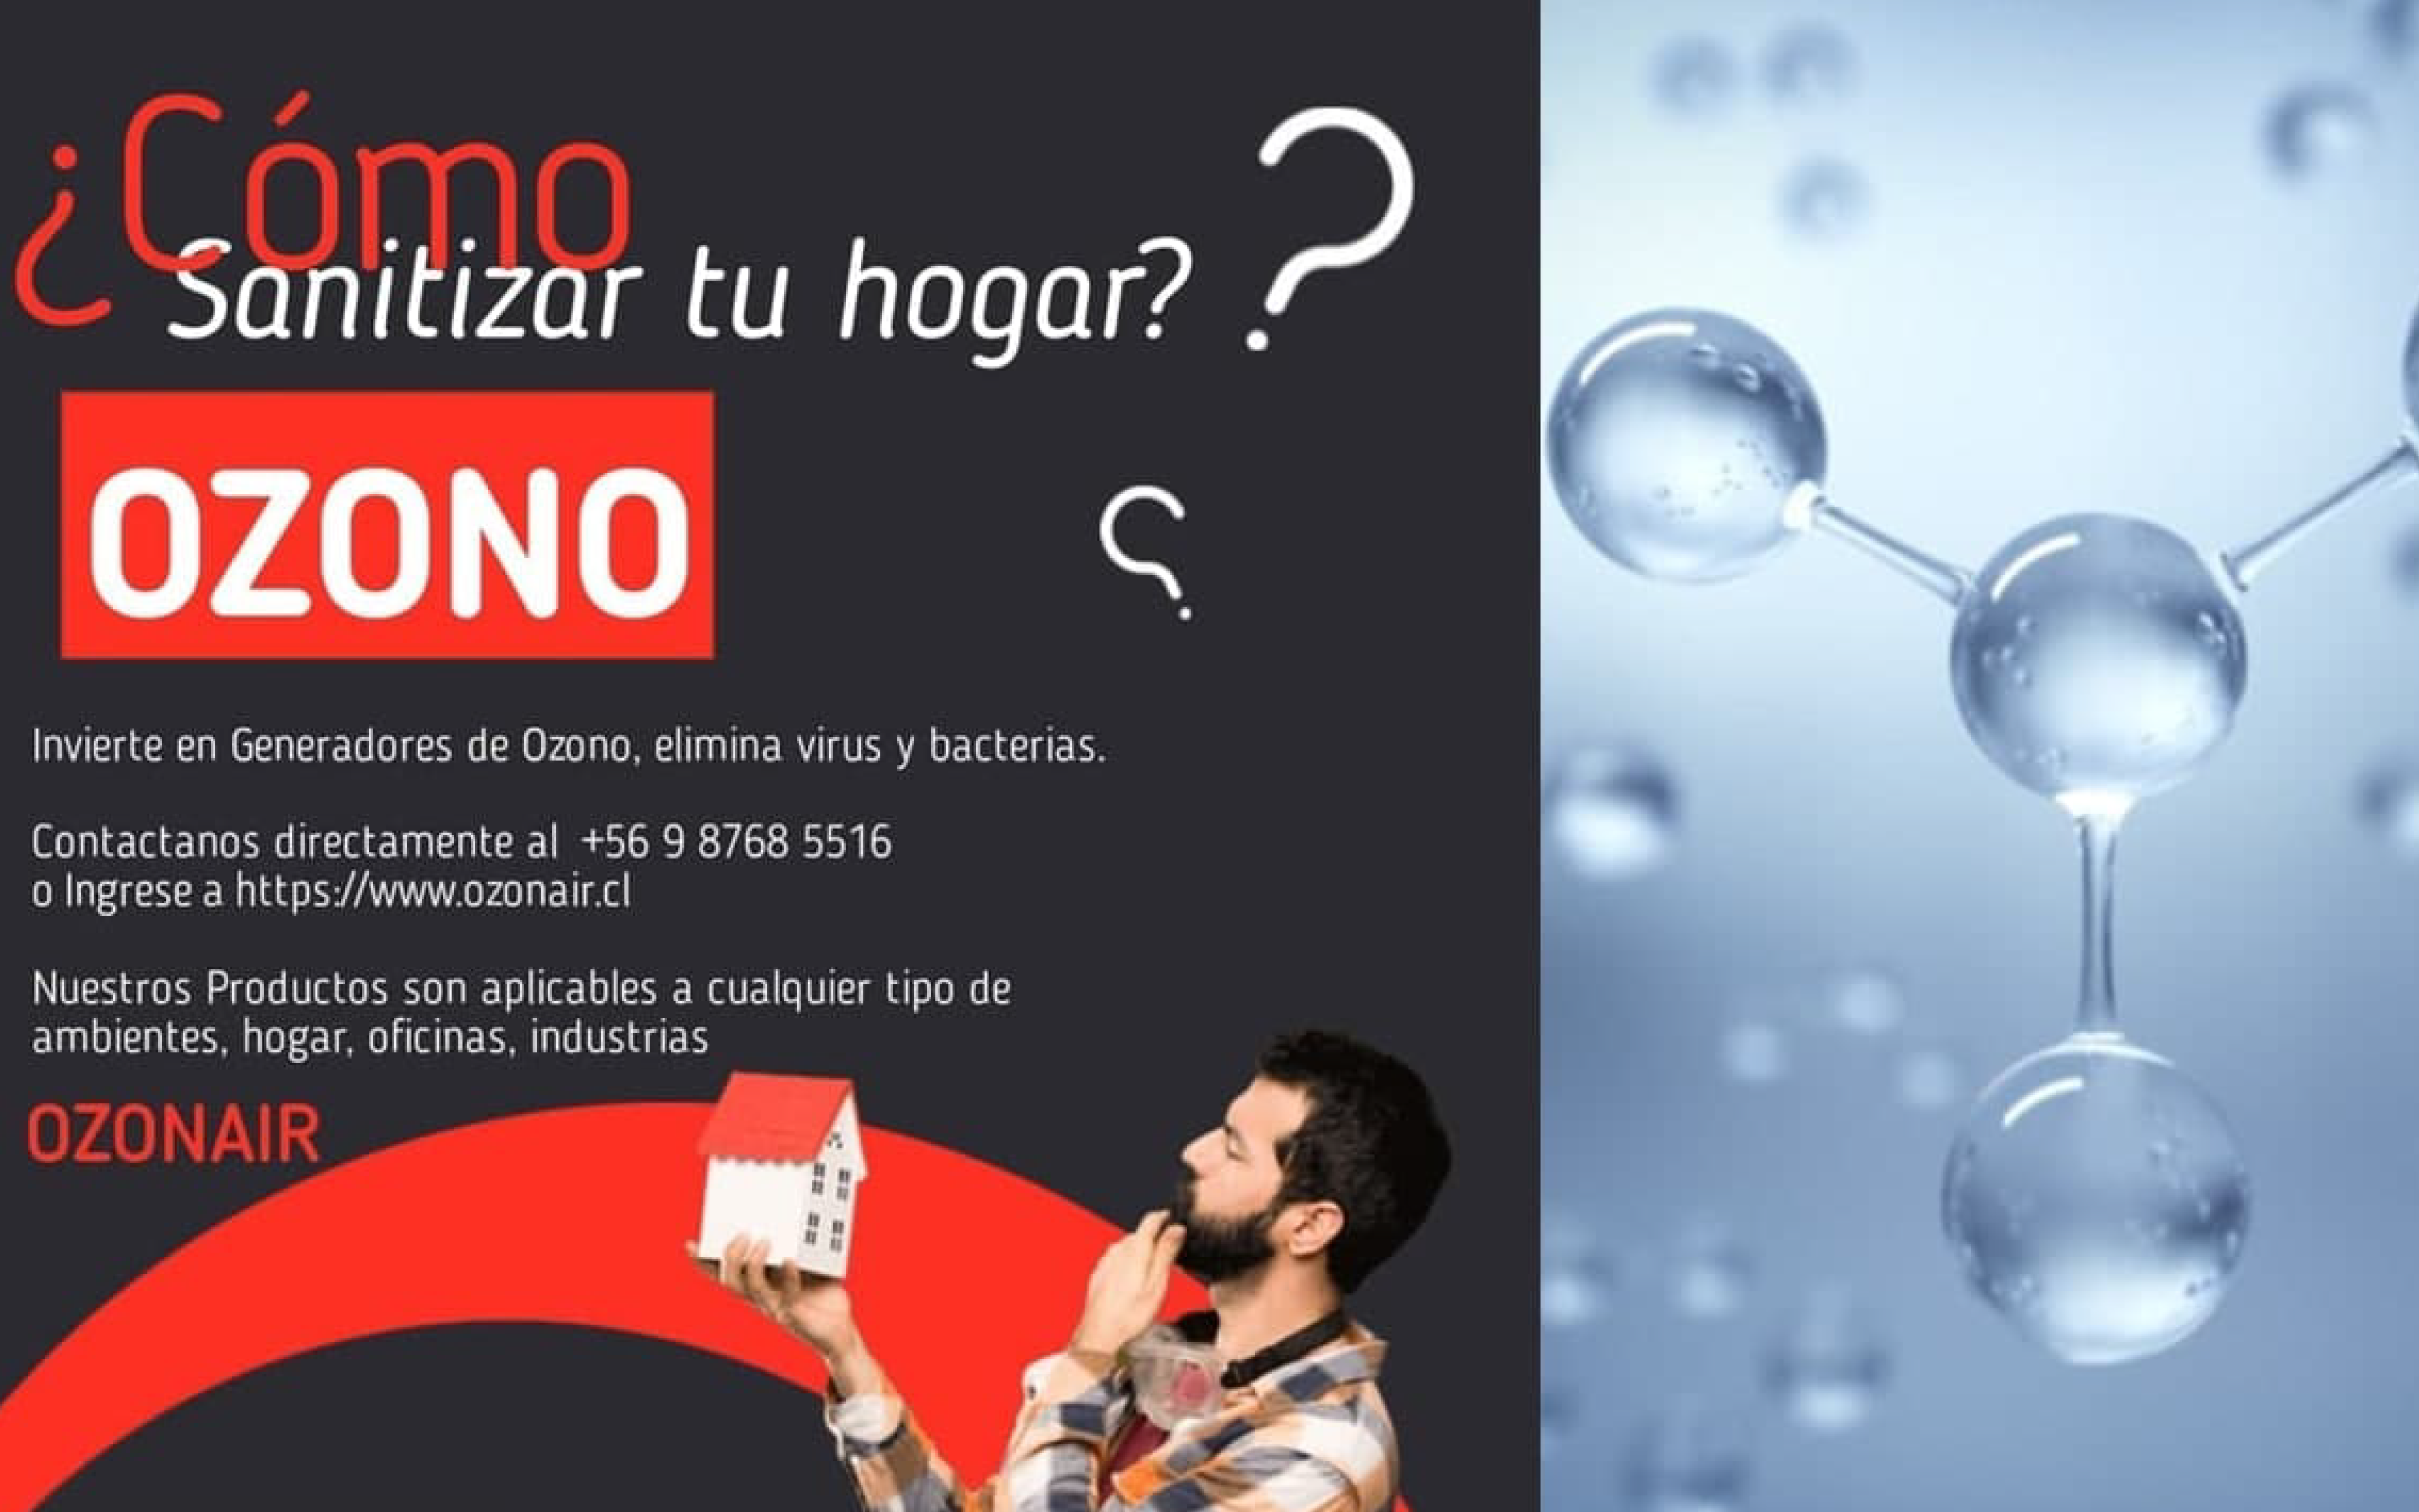 ¿Cómo
Sanitizar tu hogar?
?
OZONO
?
Invierte en Generadores de Ozono, elimina virus y bacterias.
Contactanos directamente al +56 9 8768 5516
o Ingrese a https://www.ozonair.cl
Nuestros Productos son aplicables a cualquier tipo de
ambientes, hogar, oficinas, industrias
OZONAIR